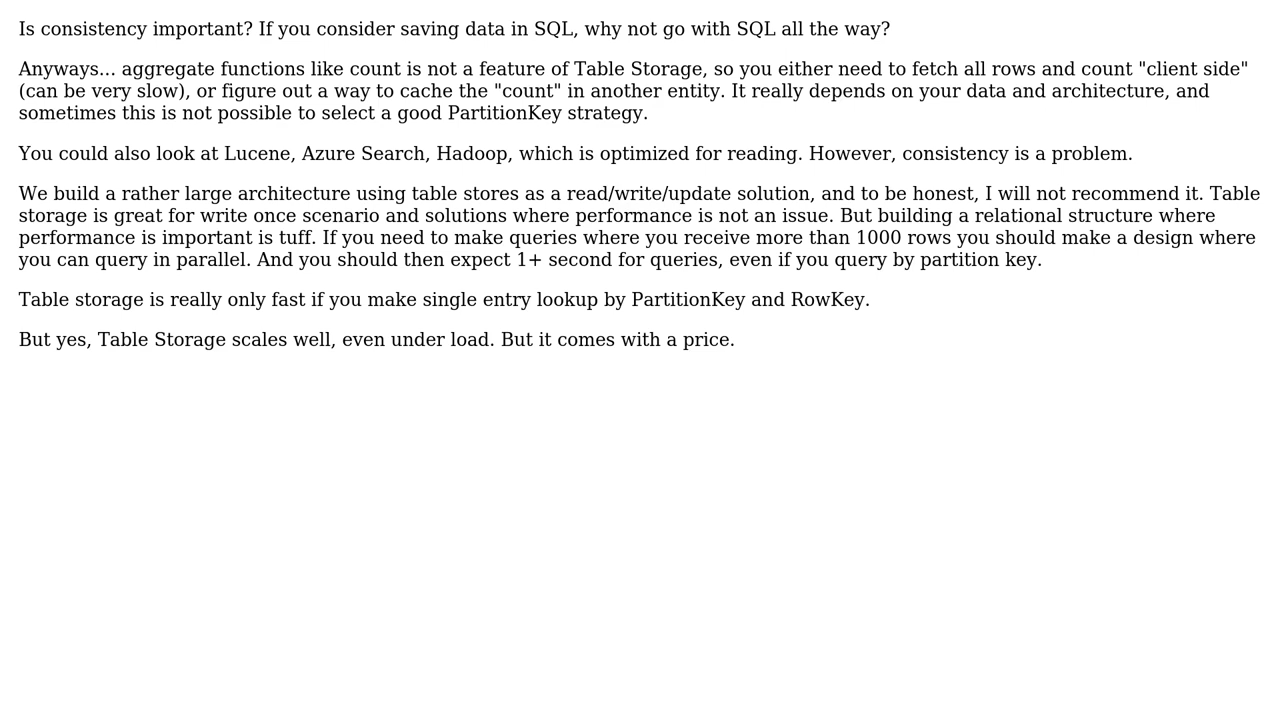 Is consistency important? If you consider saving data in SQL, why not go with SQL all the way?
Anyways... aggregate functions like count is not a feature of Table Storage, so you either need to fetch all rows and count "client side"
(can be very slow), or figure out a way to cache the "count" in another entity. It really depends on your data and architecture, and
sometimes this is not possible to select a good PartitionKey strategy.
You could also look at Lucene, Azure Search, Hadoop, which is optimized for reading. However, consistency is a problem.
We build a rather large architecture using table stores as a read/write/update solution, and to be honest, I will not recommend it. Table
storage is great for write once scenario and solutions where performance is not an issue. But building a relational structure where
performance is important is tuff. If you need to make queries where you receive more than 1000 rows you should make a design where
you can query in parallel. And you should then expect 1+ second for queries, even if you query by partition key.
Table storage is really only fast if you make single entry lookup by PartitionKey and RowKey.
But yes, Table Storage scales well, even under load. But it comes with a price.